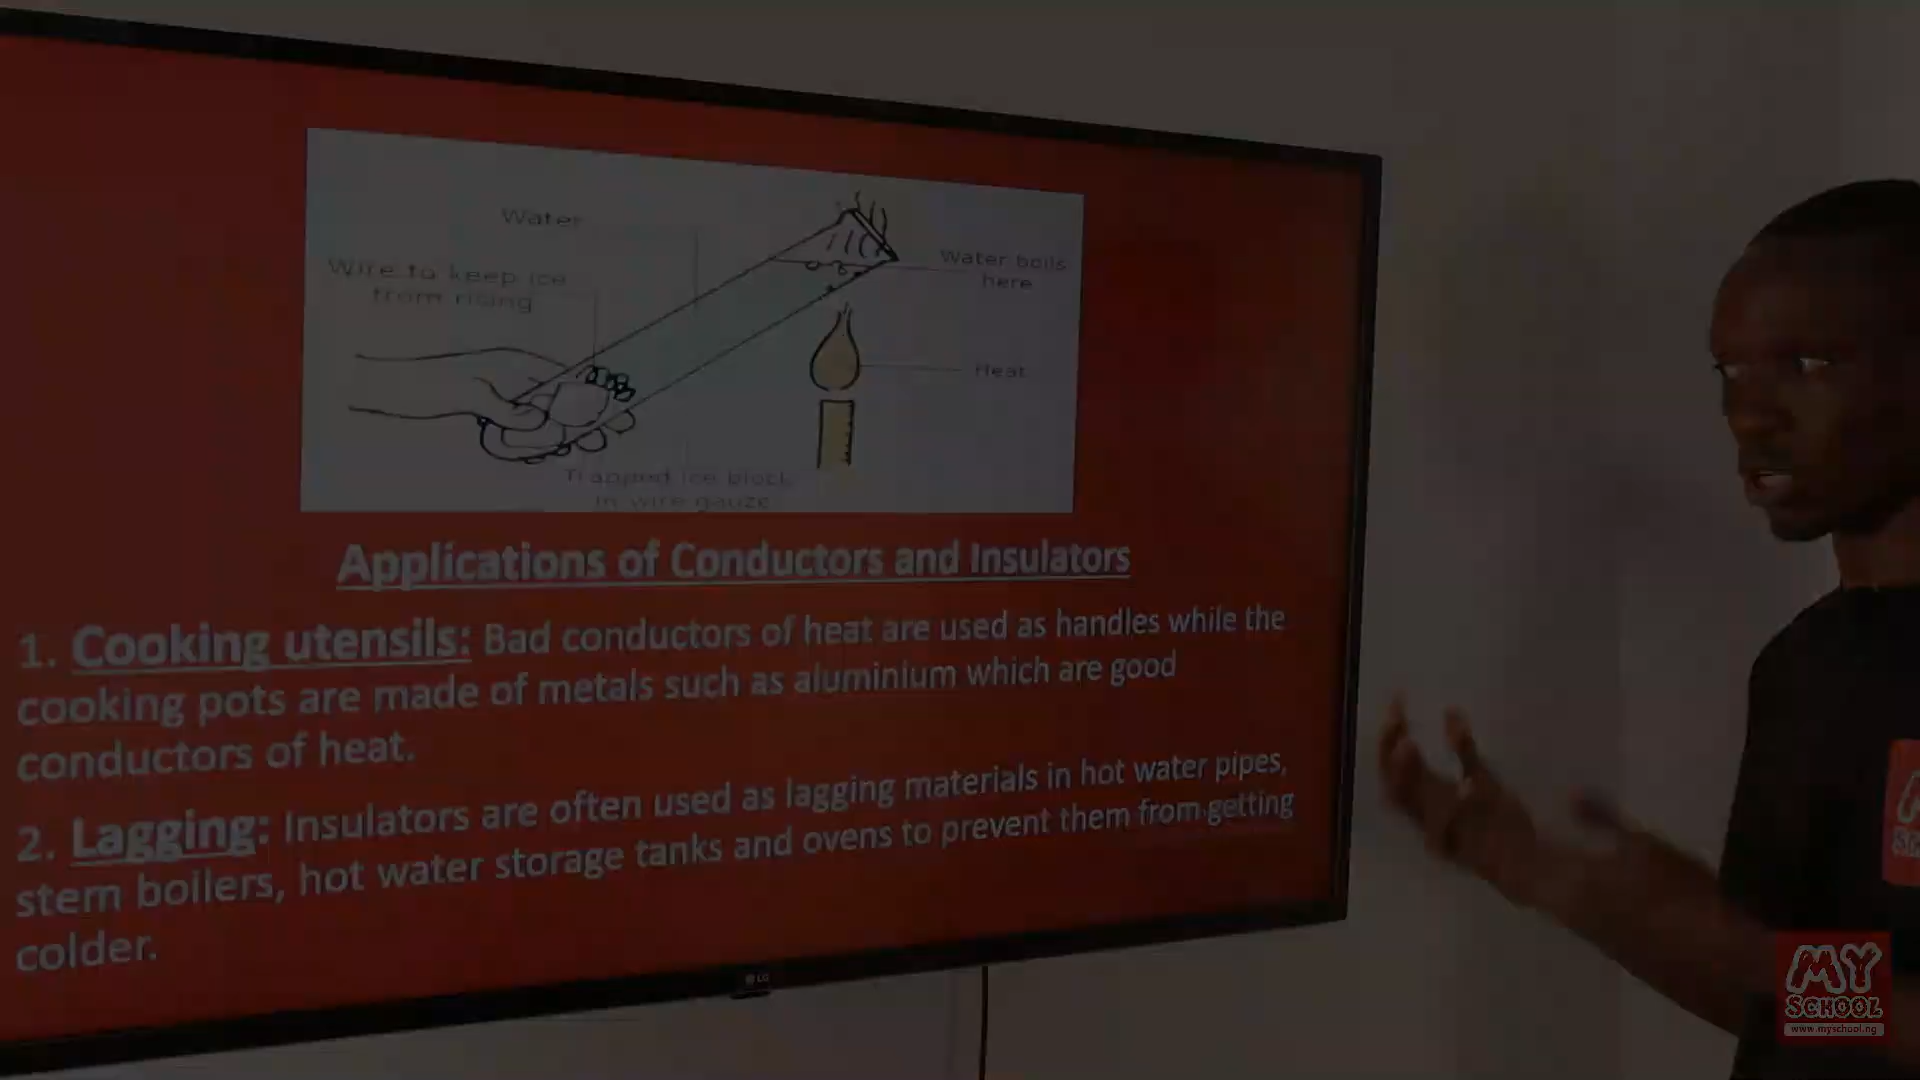 Water
Wire to keep ice
from rising
Water boils
here
Heat
Trapped ice block
in wire gauze
Applications of Conductors and Insulators
1. Cooking utensils: Bad conductors of heat are used as handles while the
cooking pots are made of metals such as aluminium which are good
conductors of heat.
2. Lagging: Insulators are often used as lagging materials in hot water pipes,
stem boilers, hot water storage tanks and ovens to prevent them from getting
colder.
LG
MY
SCHOOL
www.myschool.ng